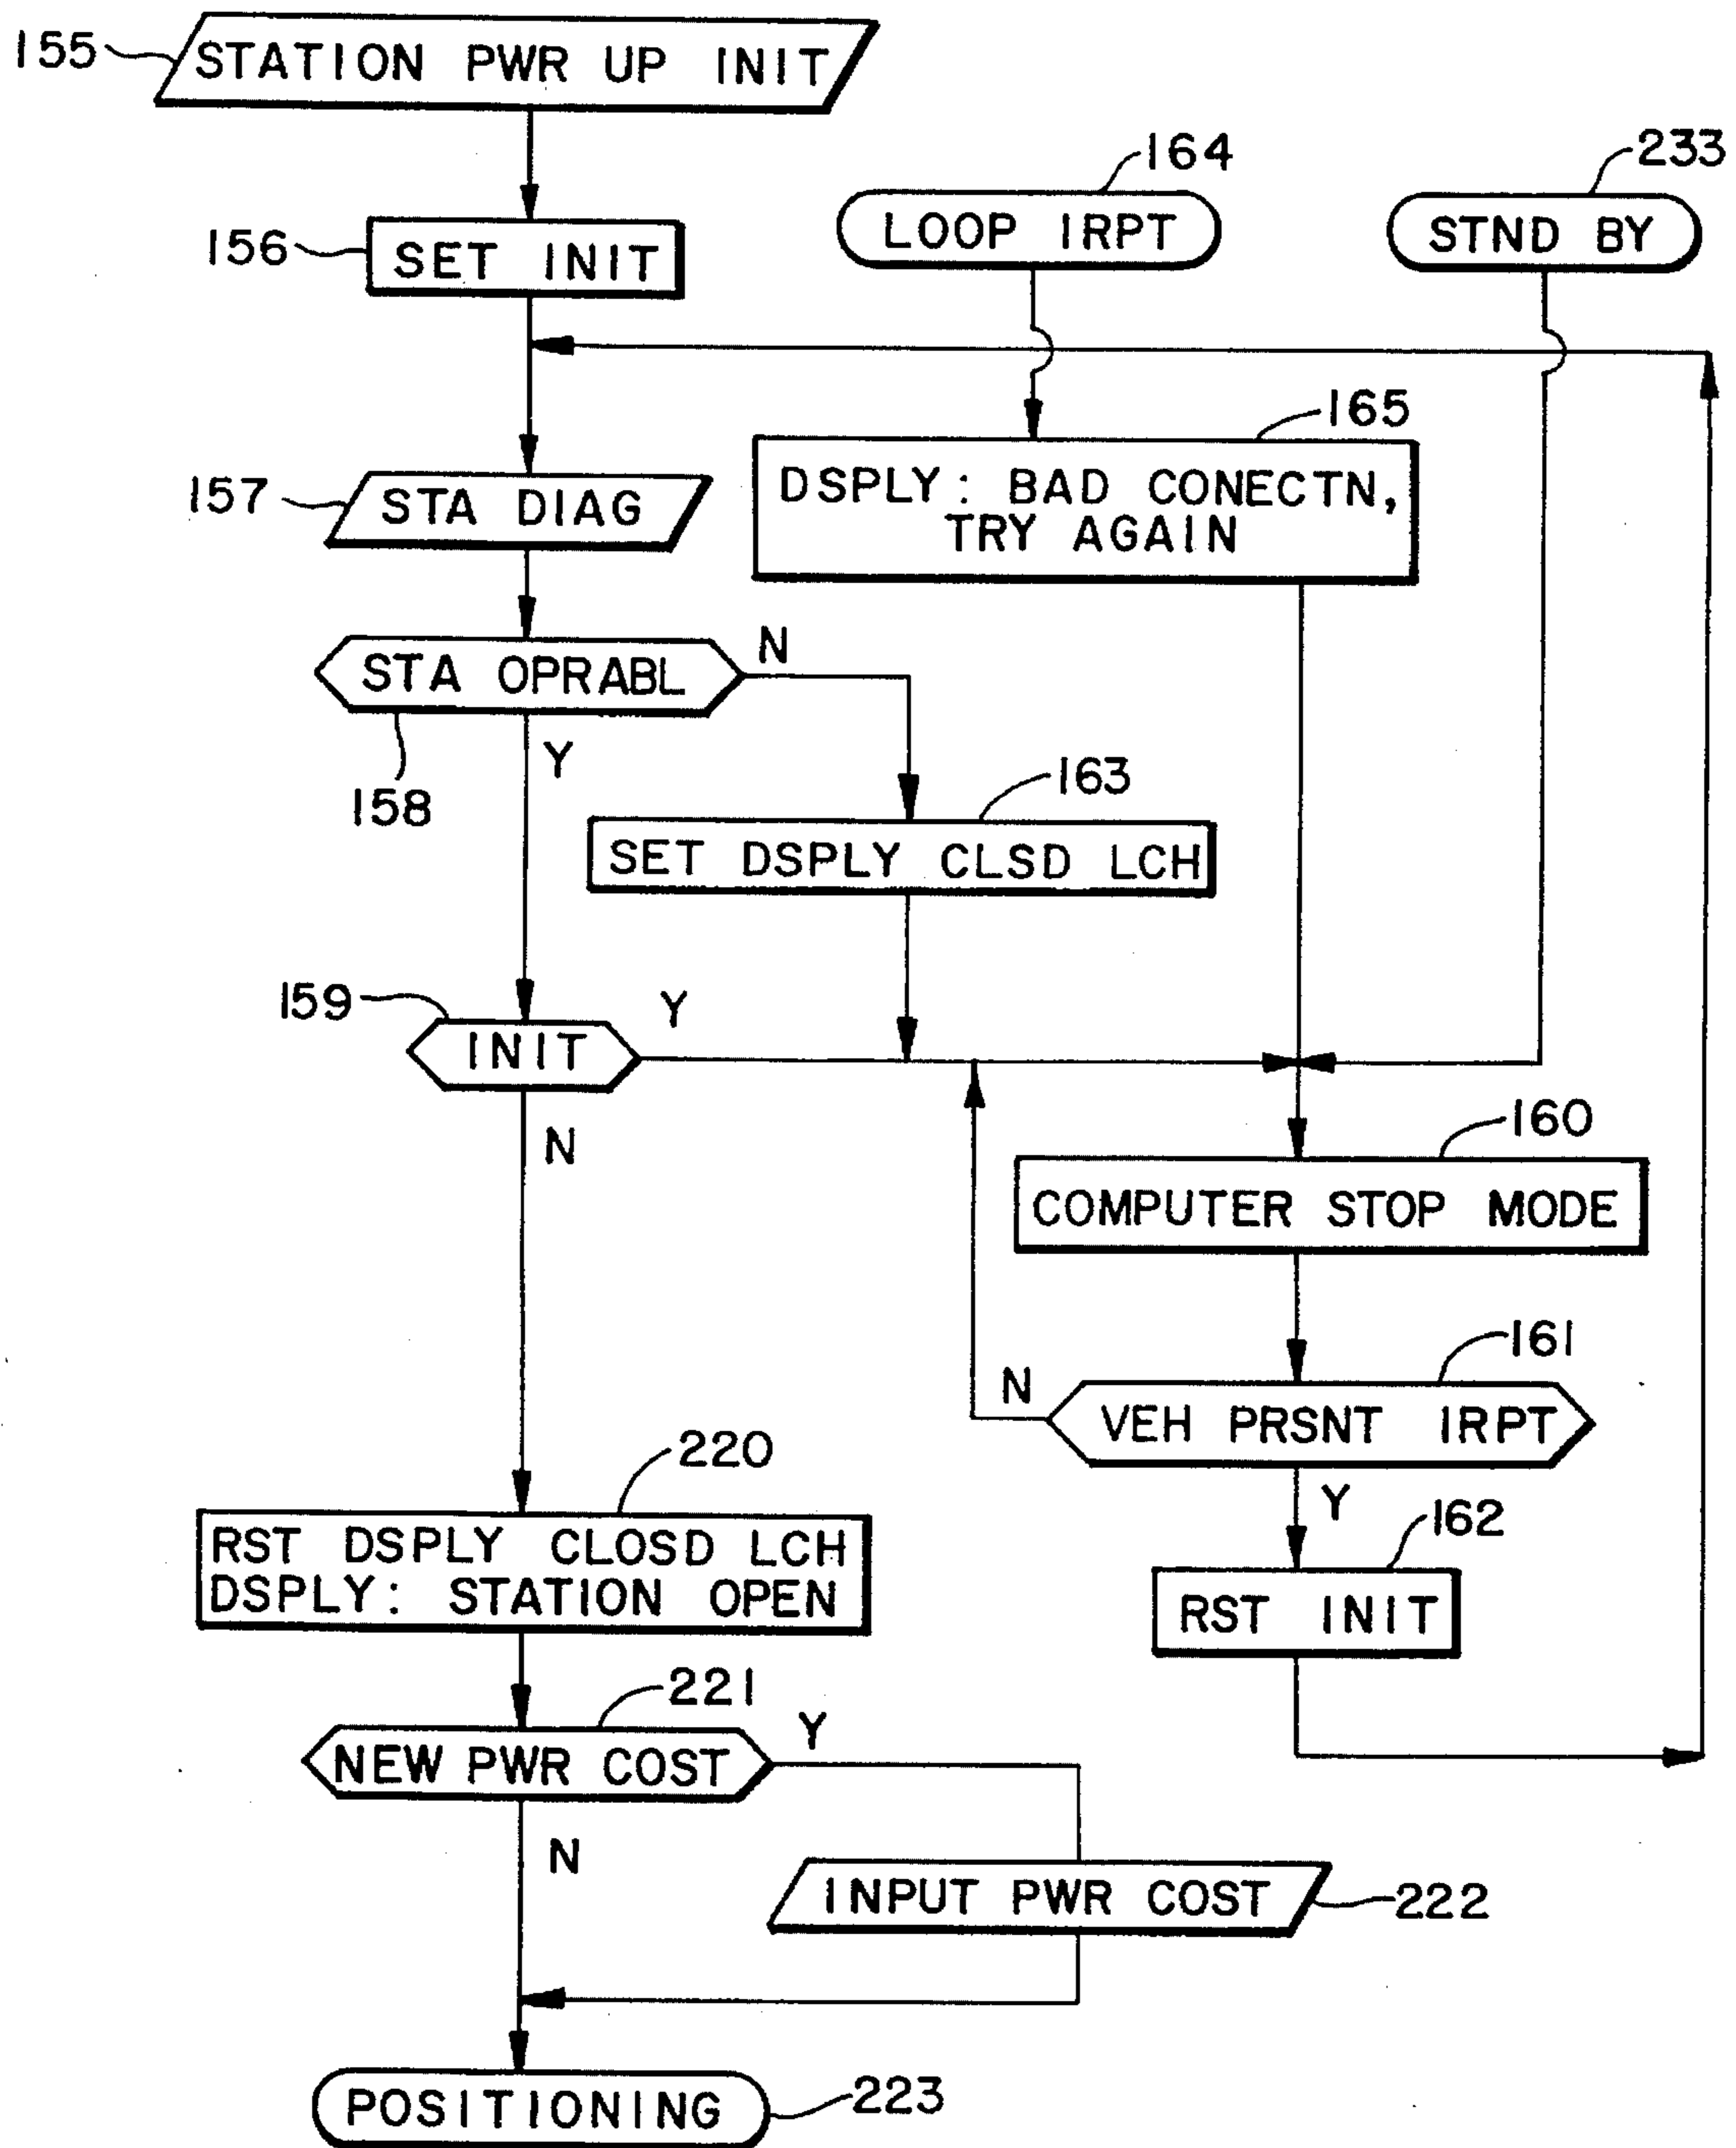 155
STATION PWR UP INIT
164
233
156
SET INIT
LOOP IRPT
STND BY
165
157
STA DIAG
DSPLY: BAD CONECTN,
TRY AGAIN
STA OPRABL
N
Y
158
163
SET DSPLY CLSD LCH
159
INIT
Y
N
160
COMPUTER STOP MODE
161
N
VEH PRSNT IRPT
Y
220
162
RST DSPLY CLOSD LCH
DSPLY: STATION OPEN
RST INIT
221
NEW PWR COST
Y
N
INPUT PWR COST
222
POSITIONING
223